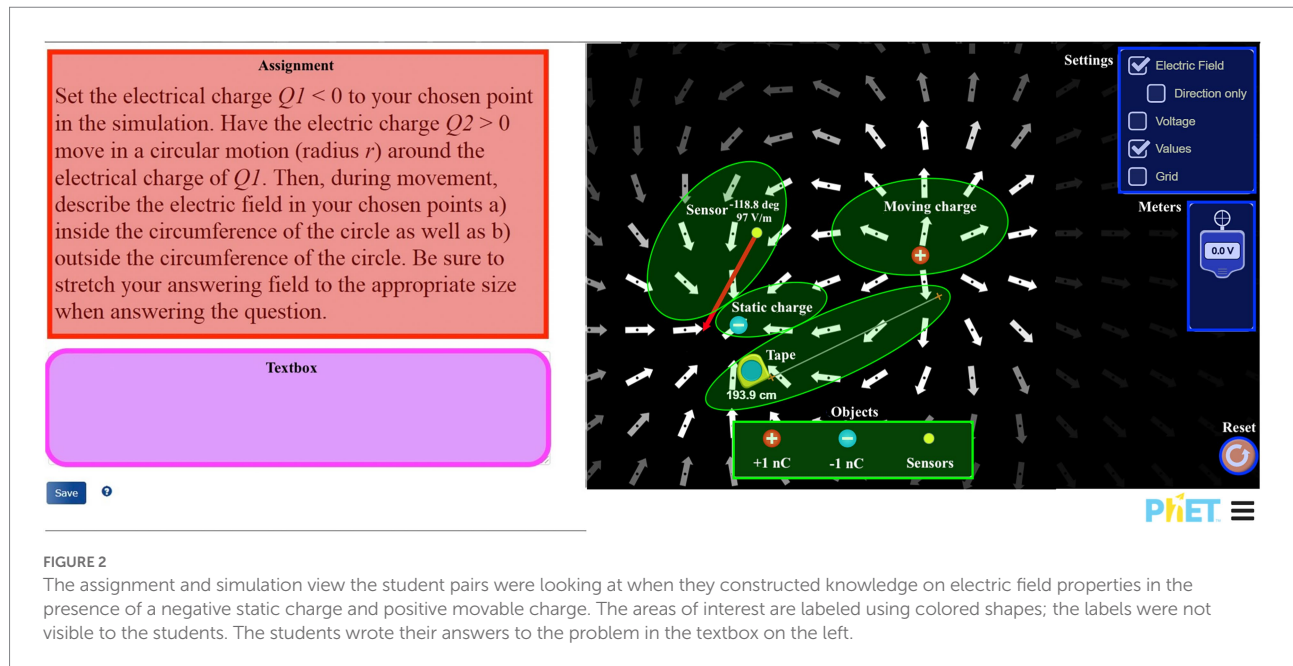 Assignment
Set the electrical charge Q1 < 0 to your chosen point
in the simulation. Have the electric charge Q2 > 0
move in a circular motion (radius r) around the
electrical charge of Q1. Then, during movement,
describe the electric field in your chosen points a)
inside the circumference of the circle as well as b)
outside the circumference of the circle. Be sure to
stretch your answering field to the appropriate size
when answering the question.
Textbox
Save
?
Settings
Electric Field
Direction only
Voltage
Values
Grid
Meters
0.0 V
Sensor
-118.8 deg
97 V/m
Moving charge
+
Static charge
−
Tape
193.9 cm
Objects
+ − 
+1 nC -1 nC Sensors
Reset
PhET
FIGURE 2
The assignment and simulation view the student pairs were looking at when they constructed knowledge on electric field properties in the
presence of a negative static charge and positive movable charge. The areas of interest are labeled using colored shapes; the labels were not
visible to the students. The students wrote their answers to the problem in the textbox on the left.